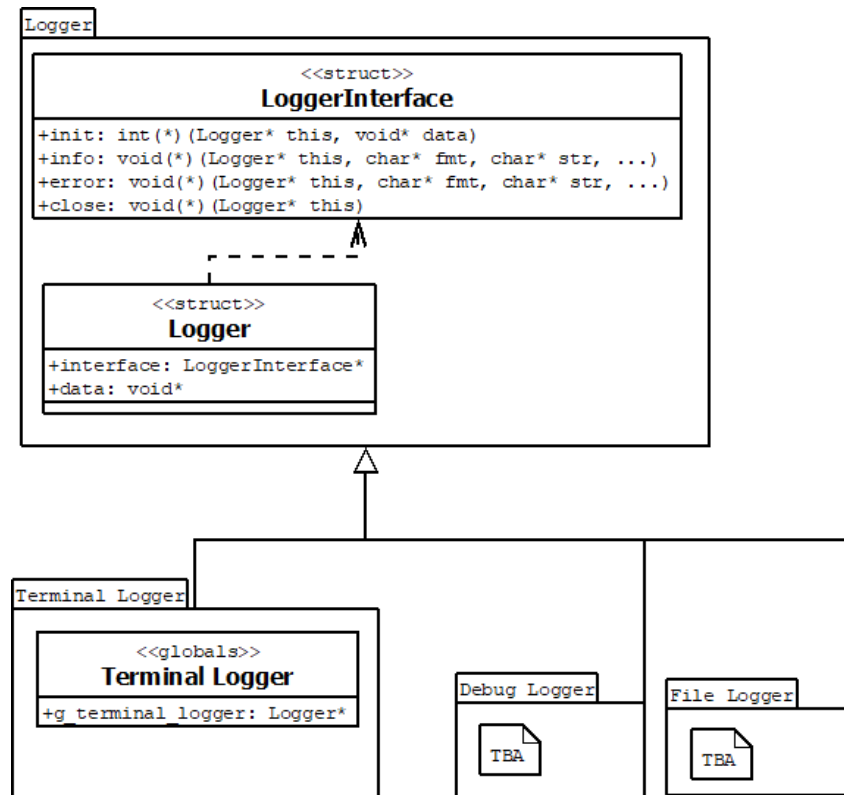 Logger
<<struct>>
LoggerInterface
+init: int(*)(Logger* this, void* data)
+info: void(*)(Logger* this, char* fmt, char* str, ...)
+error: void(*)(Logger* this, char* fmt, char* str, ...)
+close: void(*)(Logger* this)
<<struct>>
Logger
+interface: LoggerInterface*
+data: void*
Terminal Logger
<<globals>>
Terminal Logger
+g_terminal_logger: Logger*
Debug Logger
TBA
File Logger
TBA